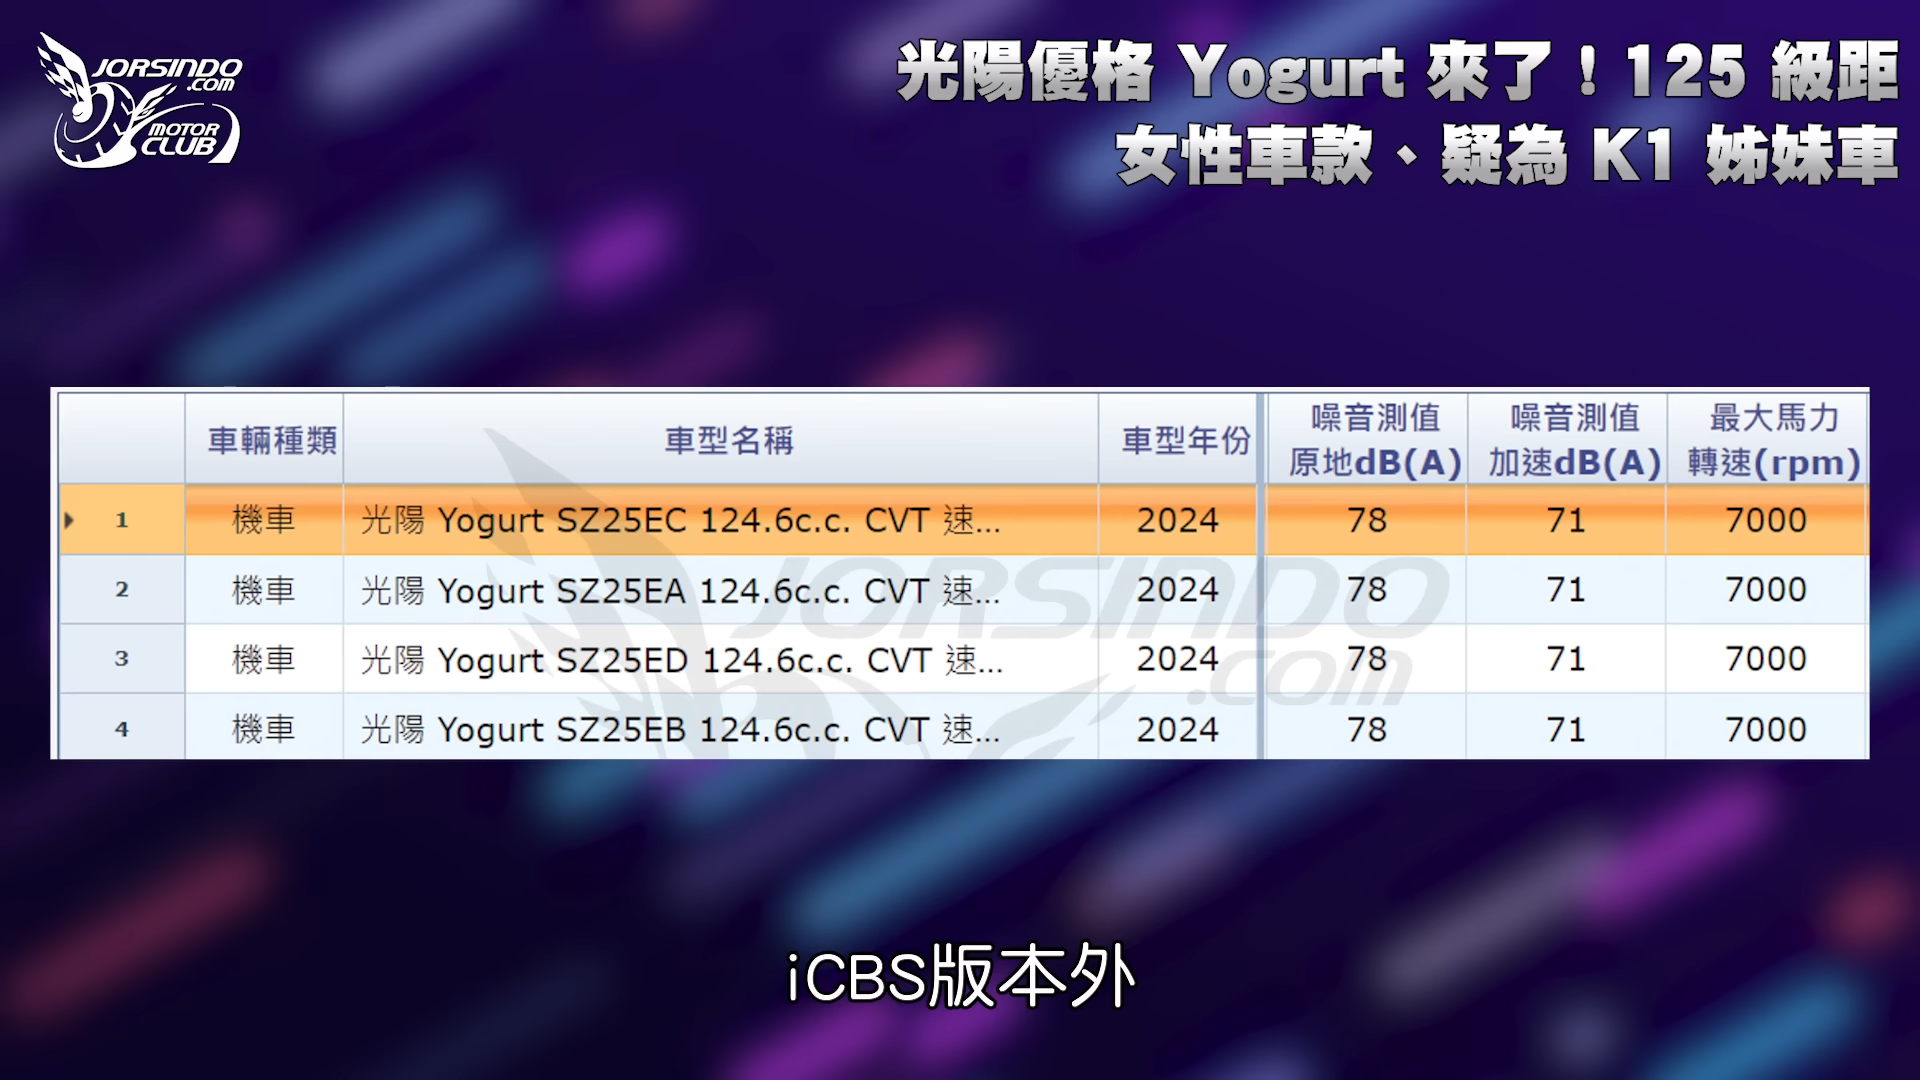 JORSINDO
.COM
MOTOR
CLUB
光陽優格 Yogurt 來了！125 級距
女性車款、疑為 K1 姊妹車
車輛種類 車型名稱 車型年份 噪音測值原地dB(A) 噪音測值加速dB(A) 最大馬力轉速(rpm)
1 機車 光陽 Yogurt SZ25EC 124.6c.c. CVT 速... 2024 78 71 7000
2 機車 光陽 Yogurt SZ25EA 124.6c.c. CVT 速... 2024 78 71 7000
3 機車 光陽 Yogurt SZ25ED 124.6c.c. CVT 速... 2024 78 71 7000
4 機車 光陽 Yogurt SZ25EB 124.6c.c. CVT 速... 2024 78 71 7000
JORSINDO
.com
iCBS版本外